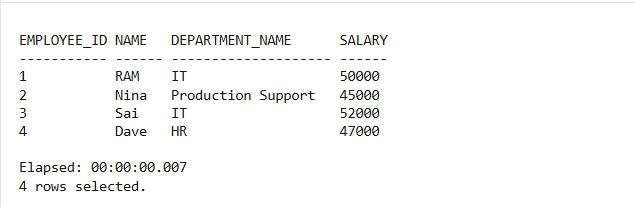 EMPLOYEE_ID NAME   DEPARTMENT_NAME      SALARY
----------- ------ -------------------- ------
1           RAM    IT                   50000
2           Nina   Production Support   45000
3           Sai    IT                   52000
4           Dave   HR                   47000

Elapsed: 00:00:00.007
4 rows selected.